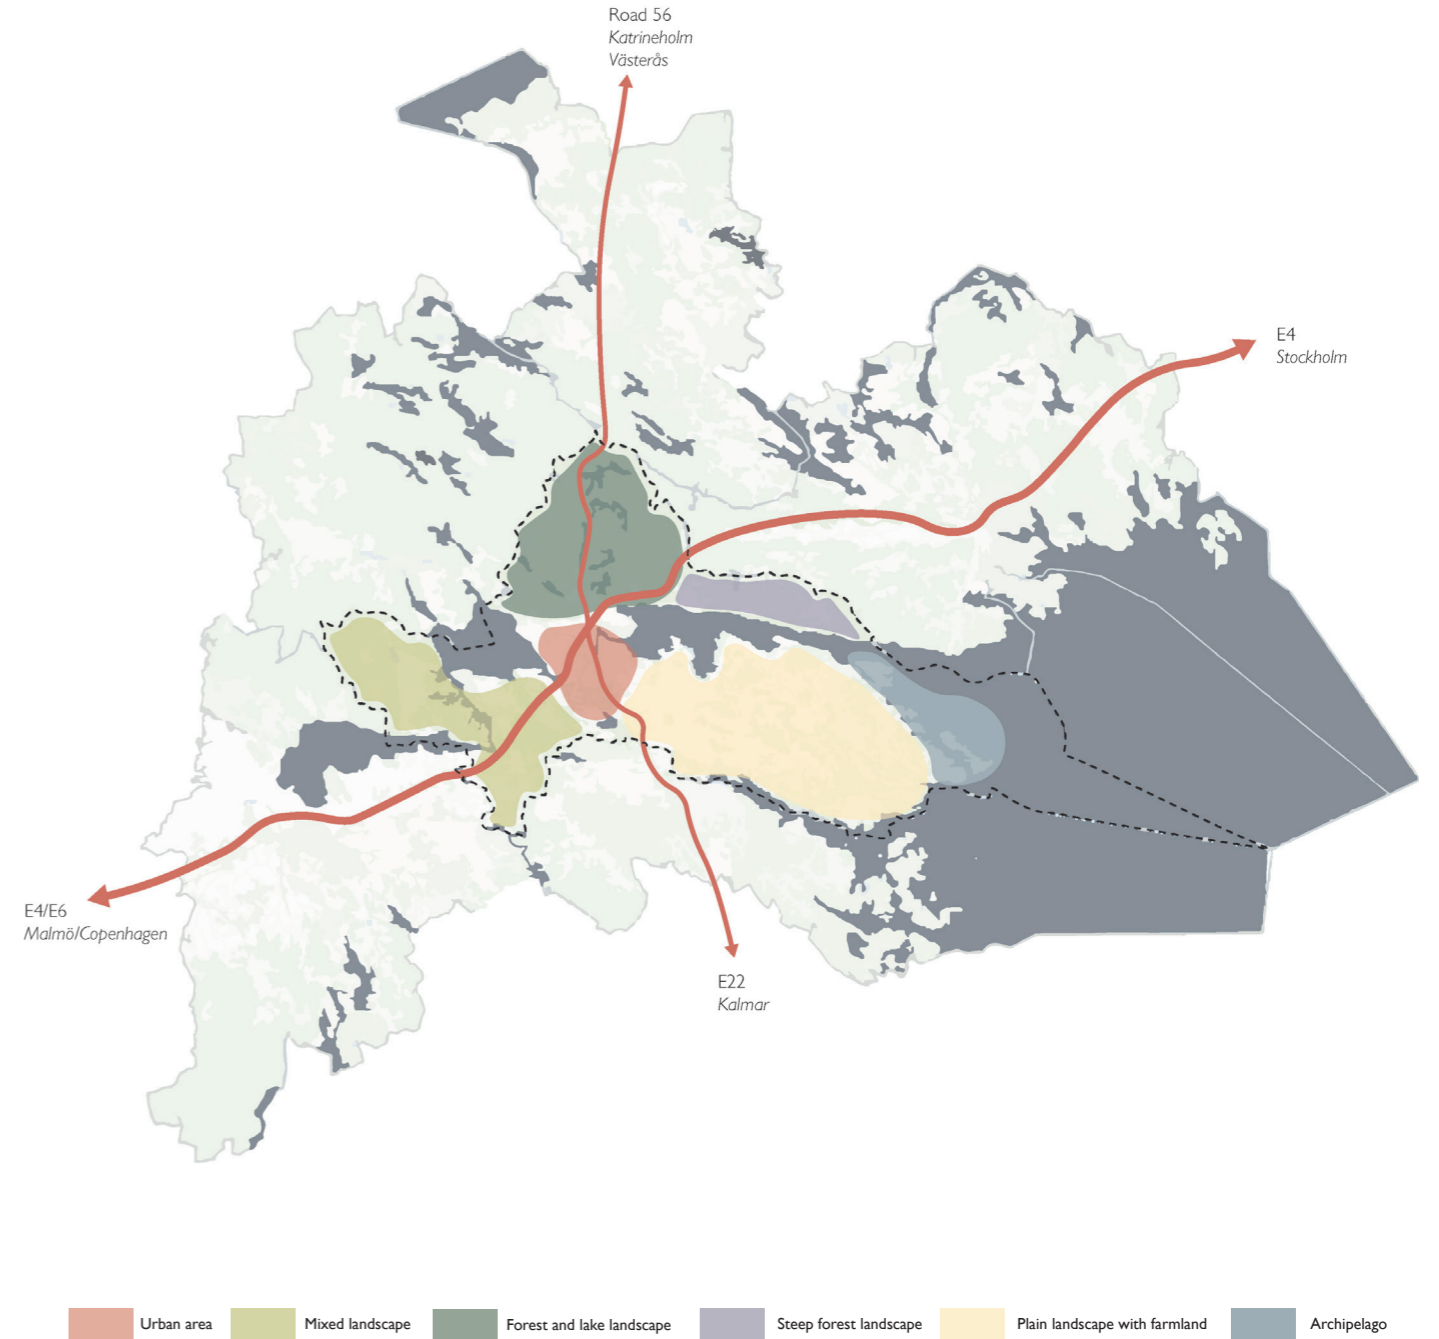 Road 56
Katrineholm
Västerås
E4
Stockholm
E4/E6
Malmö/Copenhagen
E22
Kalmar
Urban area
Mixed landscape
Forest and lake landscape
Steep forest landscape
Plain landscape with farmland
Archipelago